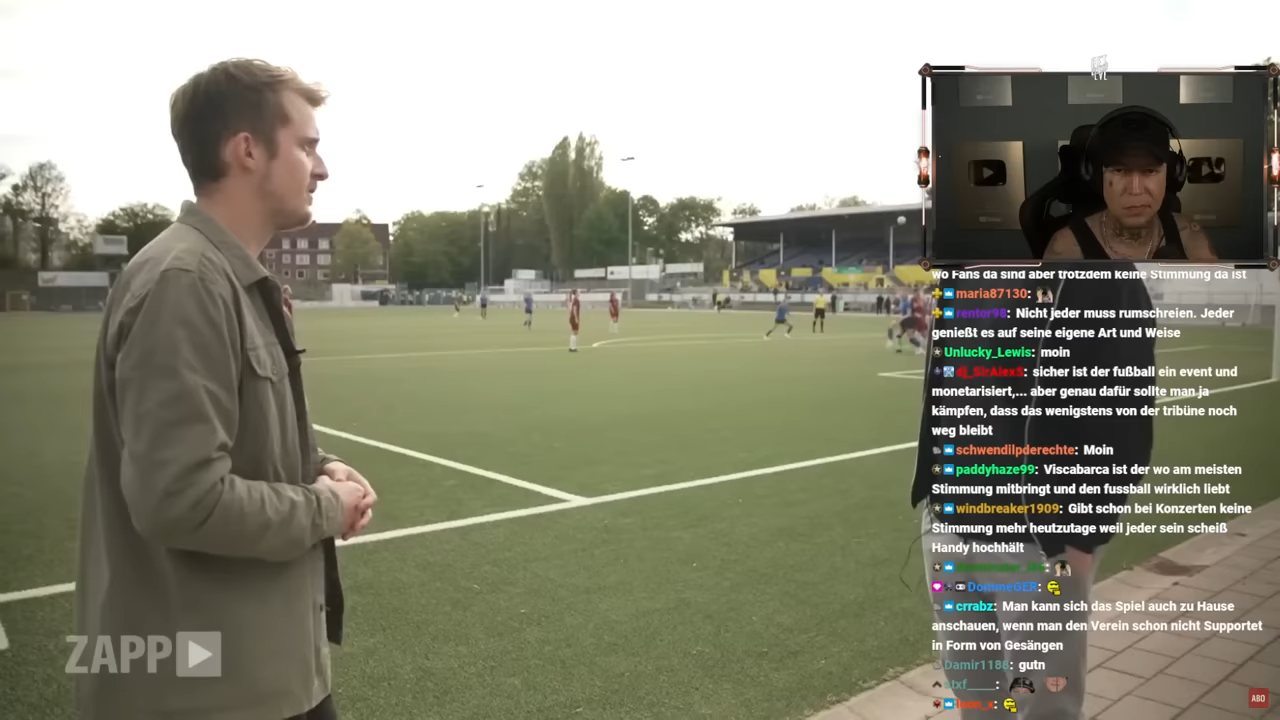 wo Fans da sind aber trotzdem keine Stimmung da ist
maria87130:
rentor98: Nicht jeder muss rumschreien. Jeder
genießt es auf seine eigene Art und Weise
Unlucky_Lewis: moin
dj_SirAlexS: sicher ist der fußball ein event und
monetarisiert,... aber genau dafür sollte man ja
kämpfen, dass das wenigstens von der tribüne noch
weg bleibt
schwendilpderechte: Moin
paddyhaze99: Viscabarca ist der wo am meisten
Stimmung mitbringt und den fussball wirklich liebt
windbreaker1909: Gibt schon bei Konzerten keine
Stimmung mehr heutzutage weil jeder sein scheiß
Handy hochhält
DommeGER:
crrabz: Man kann sich das Spiel auch zu Hause
anschauen, wenn man den Verein schon nicht Supportet
in Form von Gesängen
Damir1188: gutn
ZAPP
ABO